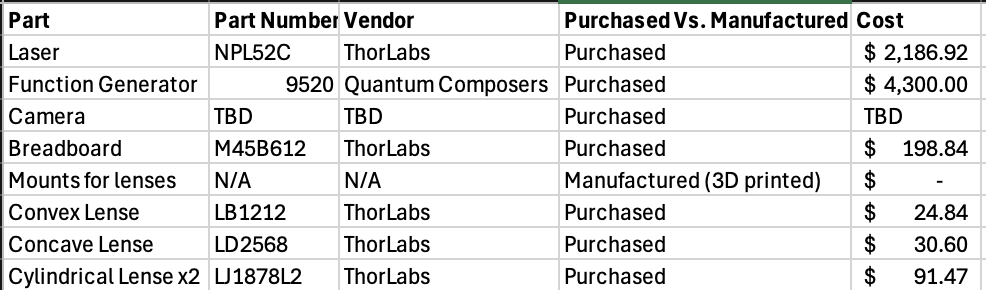 Part Part Number Vendor Purchased Vs. Manufactured Cost
Laser NPL52C ThorLabs Purchased $ 2,186.92
Function Generator 9520 Quantum Composers Purchased $ 4,300.00
Camera TBD TBD Purchased TBD
Breadboard M45B612 ThorLabs Purchased $ 198.84
Mounts for lenses N/A N/A Manufactured (3D printed) $ -
Convex Lense LB1212 ThorLabs Purchased $ 24.84
Concave Lense LD2568 ThorLabs Purchased $ 30.60
Cylindrical Lense x2 LJ1878L2 ThorLabs Purchased $ 91.47